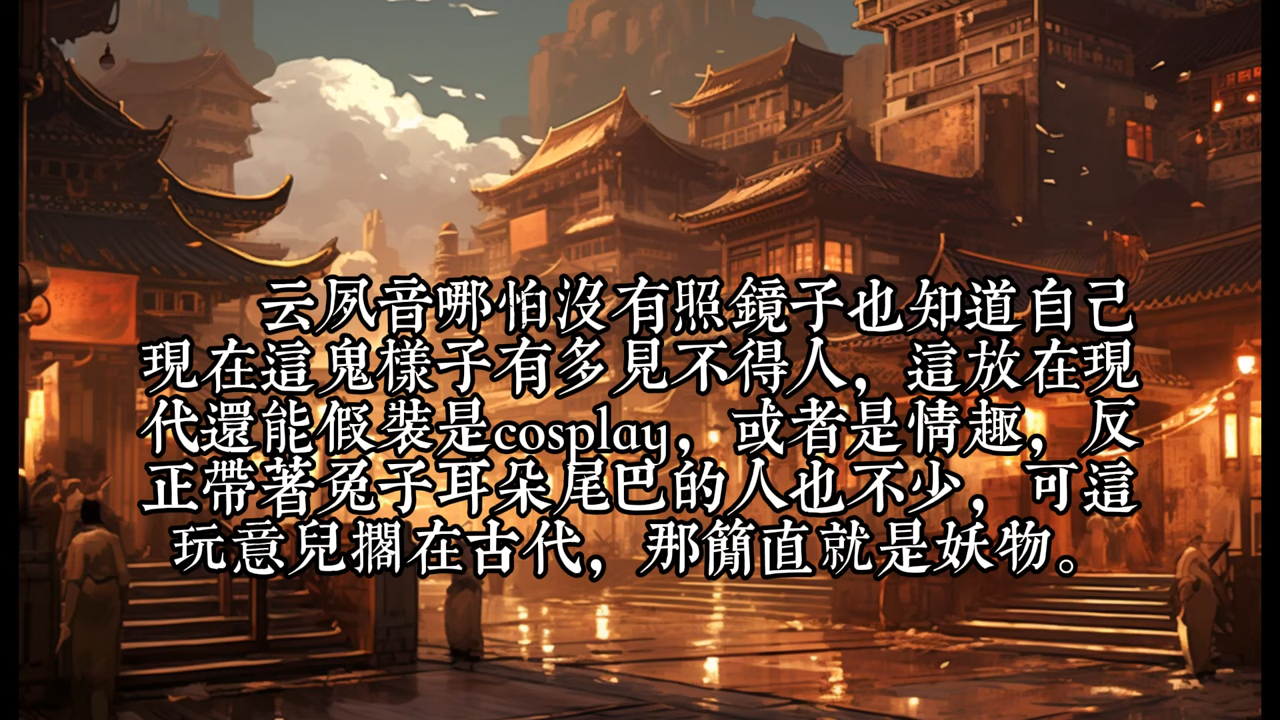 云夙音哪怕沒有照鏡子也知道自己
現在這鬼樣子有多見不得人，這放在現
代還能假裝是cosplay，或者是情趣，反
正帶著兔子耳朵尾巴的人也不少，可這
玩意兒擱在古代，那簡直就是妖物。